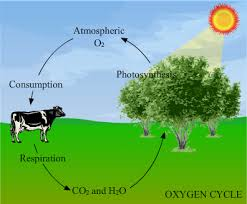 Atmospheric
O₂
Photosynthesis
Consumption
Respiration
CO₂ and H₂O
OXYGEN CYCLE